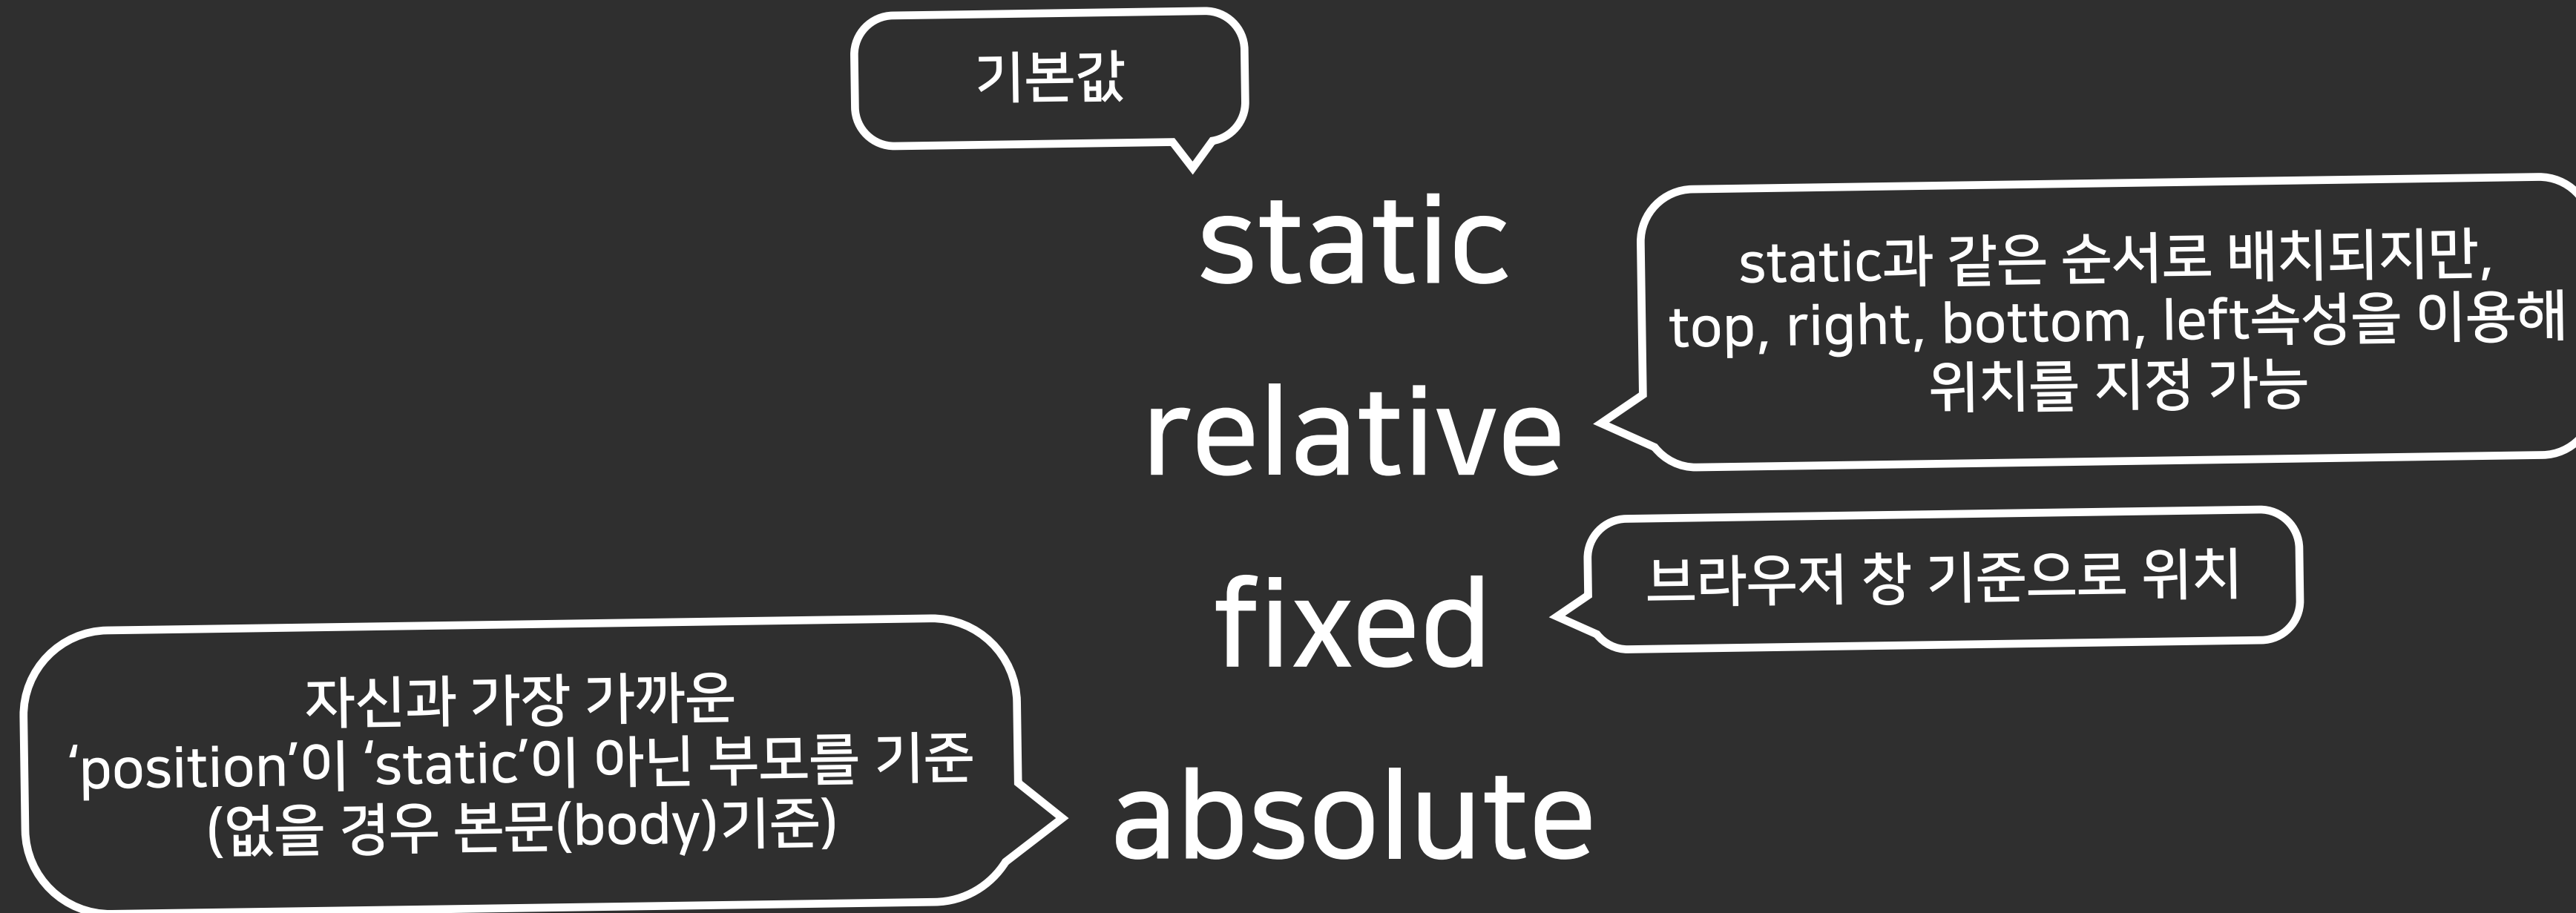 기본값
static
static과 같은 순서로 배치되지만,
top, right, bottom, left속성을 이용해
위치를 지정 가능
relative
브라우저 창 기준으로 위치
fixed
자신과 가장 가까운
‘position’이 ‘static’이 아닌 부모를 기준
(없을 경우 본문(body)기준)
absolute